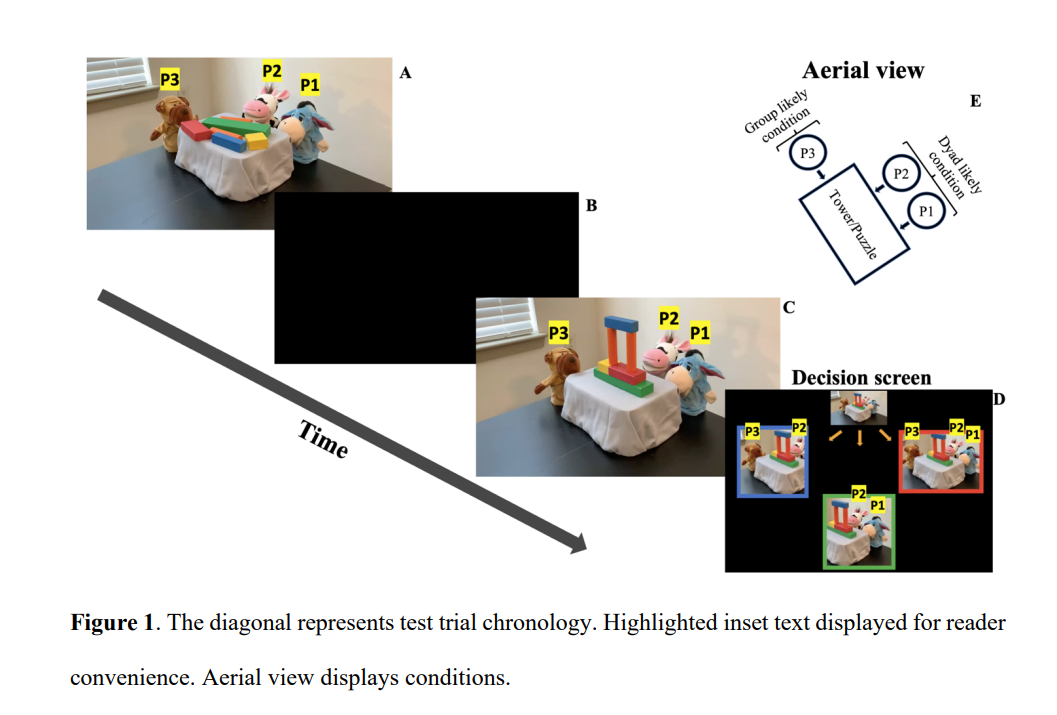 P3
P2
P1
A
Aerial view
E
Group likely
condition
P3
P2
P1
Dyad likely
condition
Tower/Puzzle
B
C
P3
P2
P1
Time
Decision screen
D
P3
P2
P3
P2
P1
P2
P1
Figure 1. The diagonal represents test trial chronology. Highlighted inset text displayed for reader
convenience. Aerial view displays conditions.